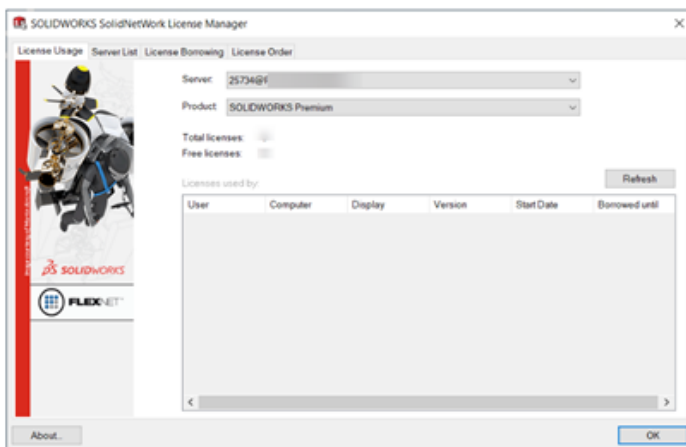 SOLIDWORKS SolidNetWork License Manager
License Usage Server List License Borrowing License Order
Server: 25734@
Product SOLIDWORKS Premium
Total licenses:
Free licenses:
Licenses used by:
Refresh
User Computer Display Version Start Date Borrowed until
SOLIDWORKS
FLEXNET
About..
OK